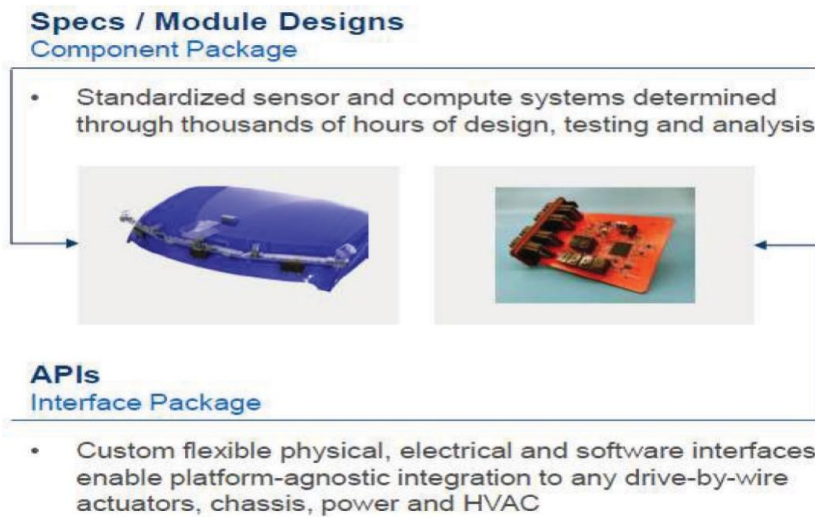 Specs / Module Designs
Component Package
• Standardized sensor and compute systems determined
through thousands of hours of design, testing and analysis
APIs
Interface Package
• Custom flexible physical, electrical and software interfaces
enable platform-agnostic integration to any drive-by-wire
actuators, chassis, power and HVAC